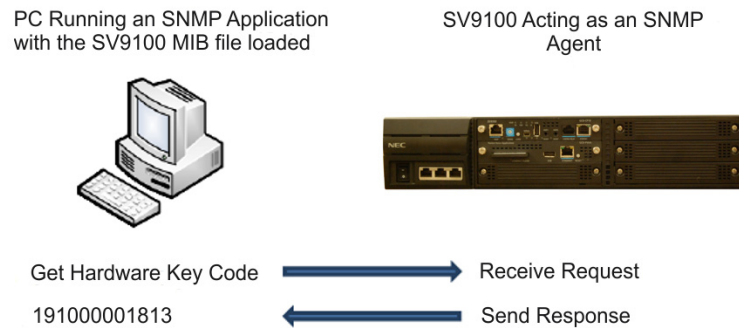 PC Running an SNMP Application
with the SV9100 MIB file loaded
SV9100 Acting as an SNMP
Agent
NEC
Get Hardware Key Code
Receive Request
191000001813
Send Response